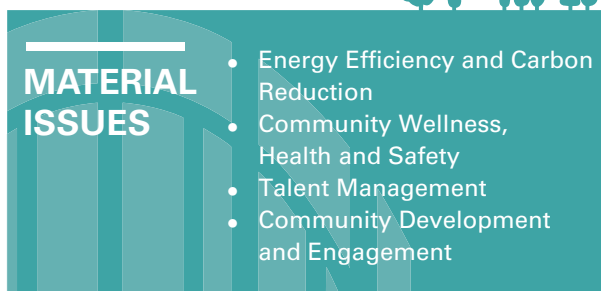 MATERIAL
ISSUES
● Energy Efficiency and Carbon
Reduction
● Community Wellness,
Health and Safety
● Talent Management
● Community Development
and Engagement